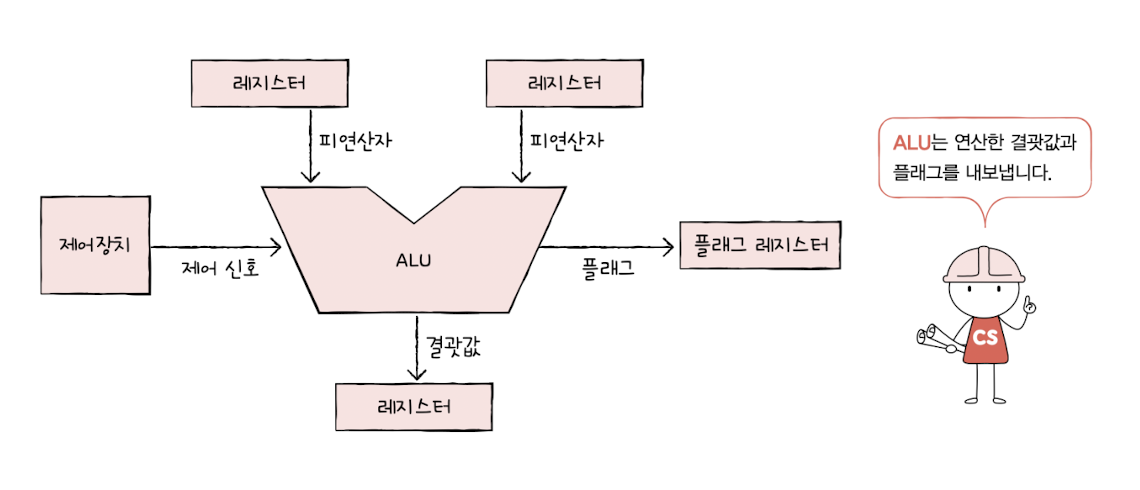 레지스터
레지스터
피연산자
피연산자
ALU는 연산한 결괏값과
플래그를 내보냅니다.
제어장치
제어 신호
ALU
플래그
플래그 레지스터
결괏값
레지스터
CS